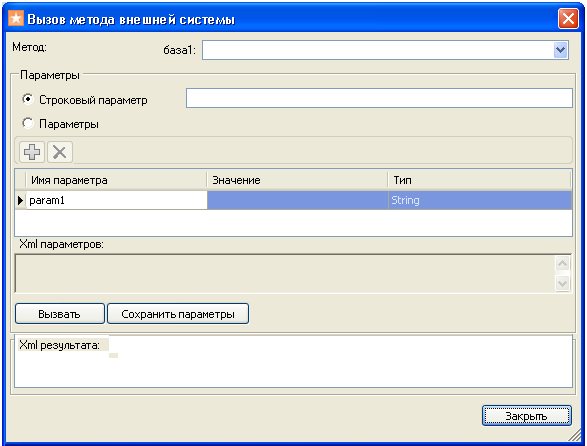 Вызов метода внешней системы
Метод: база1:
Параметры
Строковый параметр
Параметры
Имя параметра Значение Тип
param1 String
Xml параметров:
Вызвать Сохранить параметры
Xml результата:
Закрыть